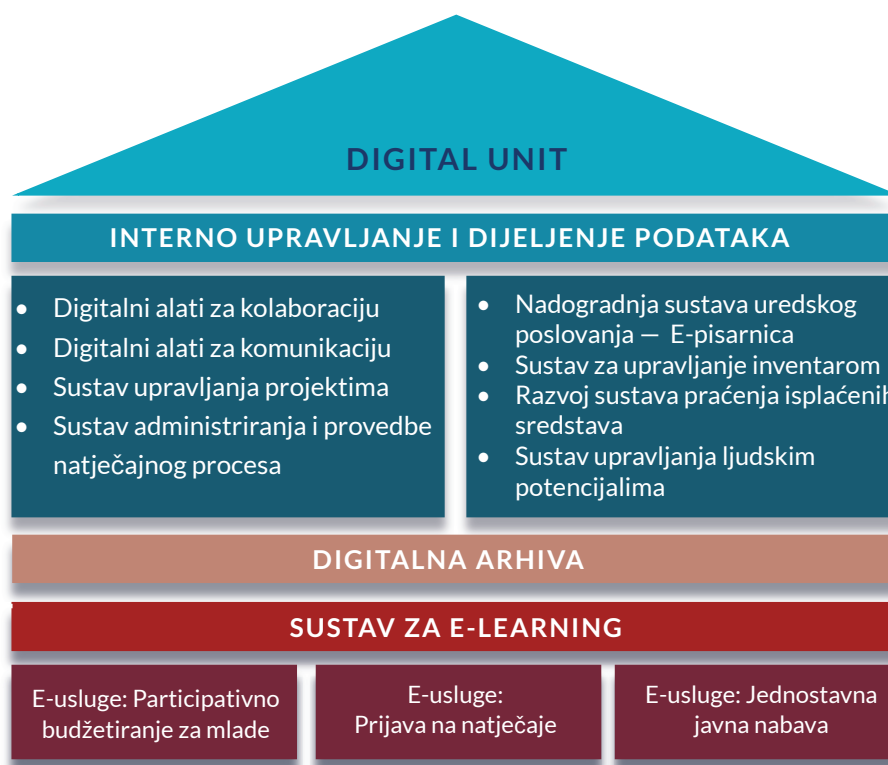 DIGITAL UNIT
INTERNO UPRAVLJANJE I DIJELJENJE PODATAKA
• Digitalni alati za kolaboraciju
• Digitalni alati za komunikaciju
• Sustav upravljanja projektima
• Sustav administriranja i provedbe
natječajnog procesa
• Nadogradnja sustava uredskog
poslovanja — E-pisarnica
• Sustav za upravljanje inventarom
• Razvoj sustava praćenja isplaćenih
sredstava
• Sustav upravljanja ljudskim
potencijalima
DIGITALNA ARHIVA
SUSTAV ZA E-LEARNING
E-usluge: Participativno
budžetiranje za mlade
E-usluge:
Prijava na natječaje
E-usluge: Jednostavna
javna nabava